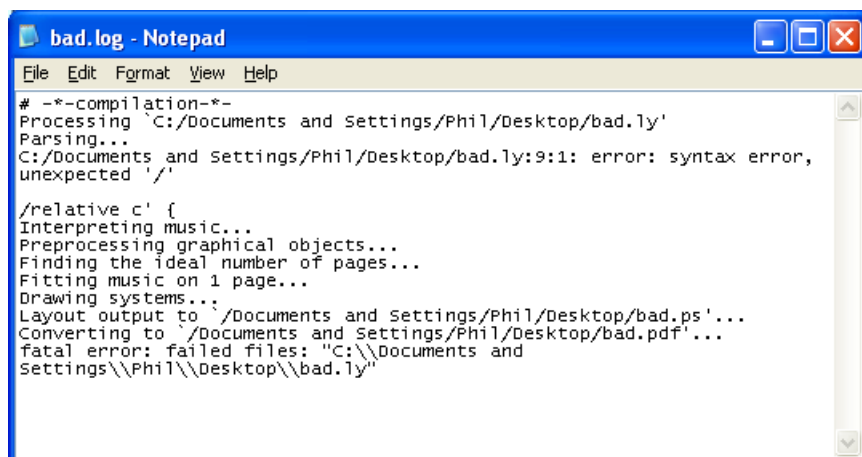 bad.log - Notepad
File Edit Format View Help
# -*-compilation-*-
Processing `C:/Documents and Settings/Phil/Desktop/bad.ly'
Parsing...
C:/Documents and Settings/Phil/Desktop/bad.ly:9:1: error: syntax error,
unexpected '/'
/relative c' {
Interpreting music...
Preprocessing graphical objects...
Finding the ideal number of pages...
Fitting music on 1 page...
Drawing systems...
Layout output to `/Documents and Settings/Phil/Desktop/bad.ps'...
Converting to `/Documents and Settings/Phil/Desktop/bad.pdf'...
fatal error: failed files: "C:\\Documents and
Settings\\Phil\\Desktop\\bad.ly"